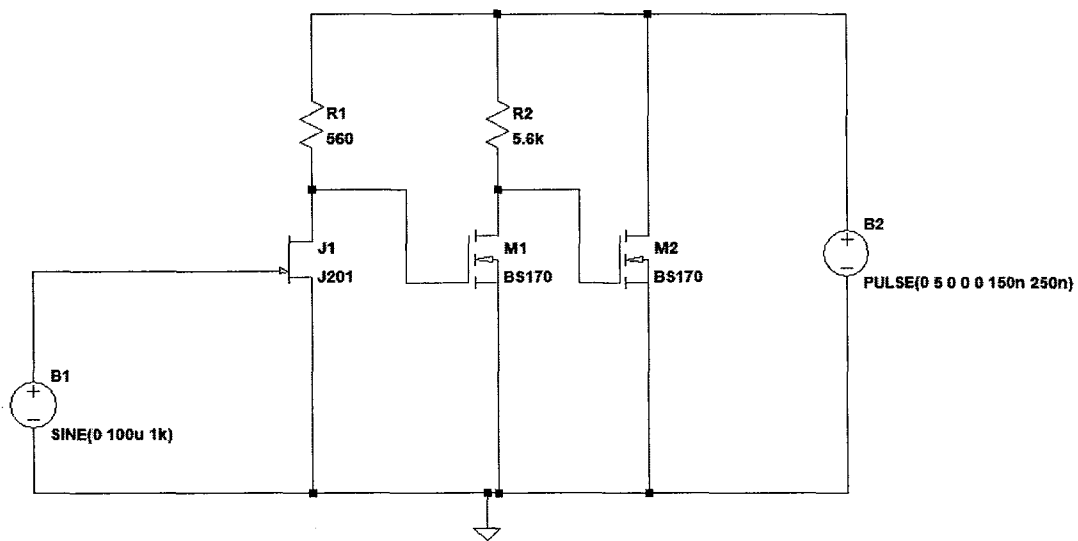 R1
560
R2
5.6k
J1
J201
M1
BS170
M2
BS170
B2
PULSE(0 5 0 0 0 150n 250n)
B1
SINE(0 100u 1k)